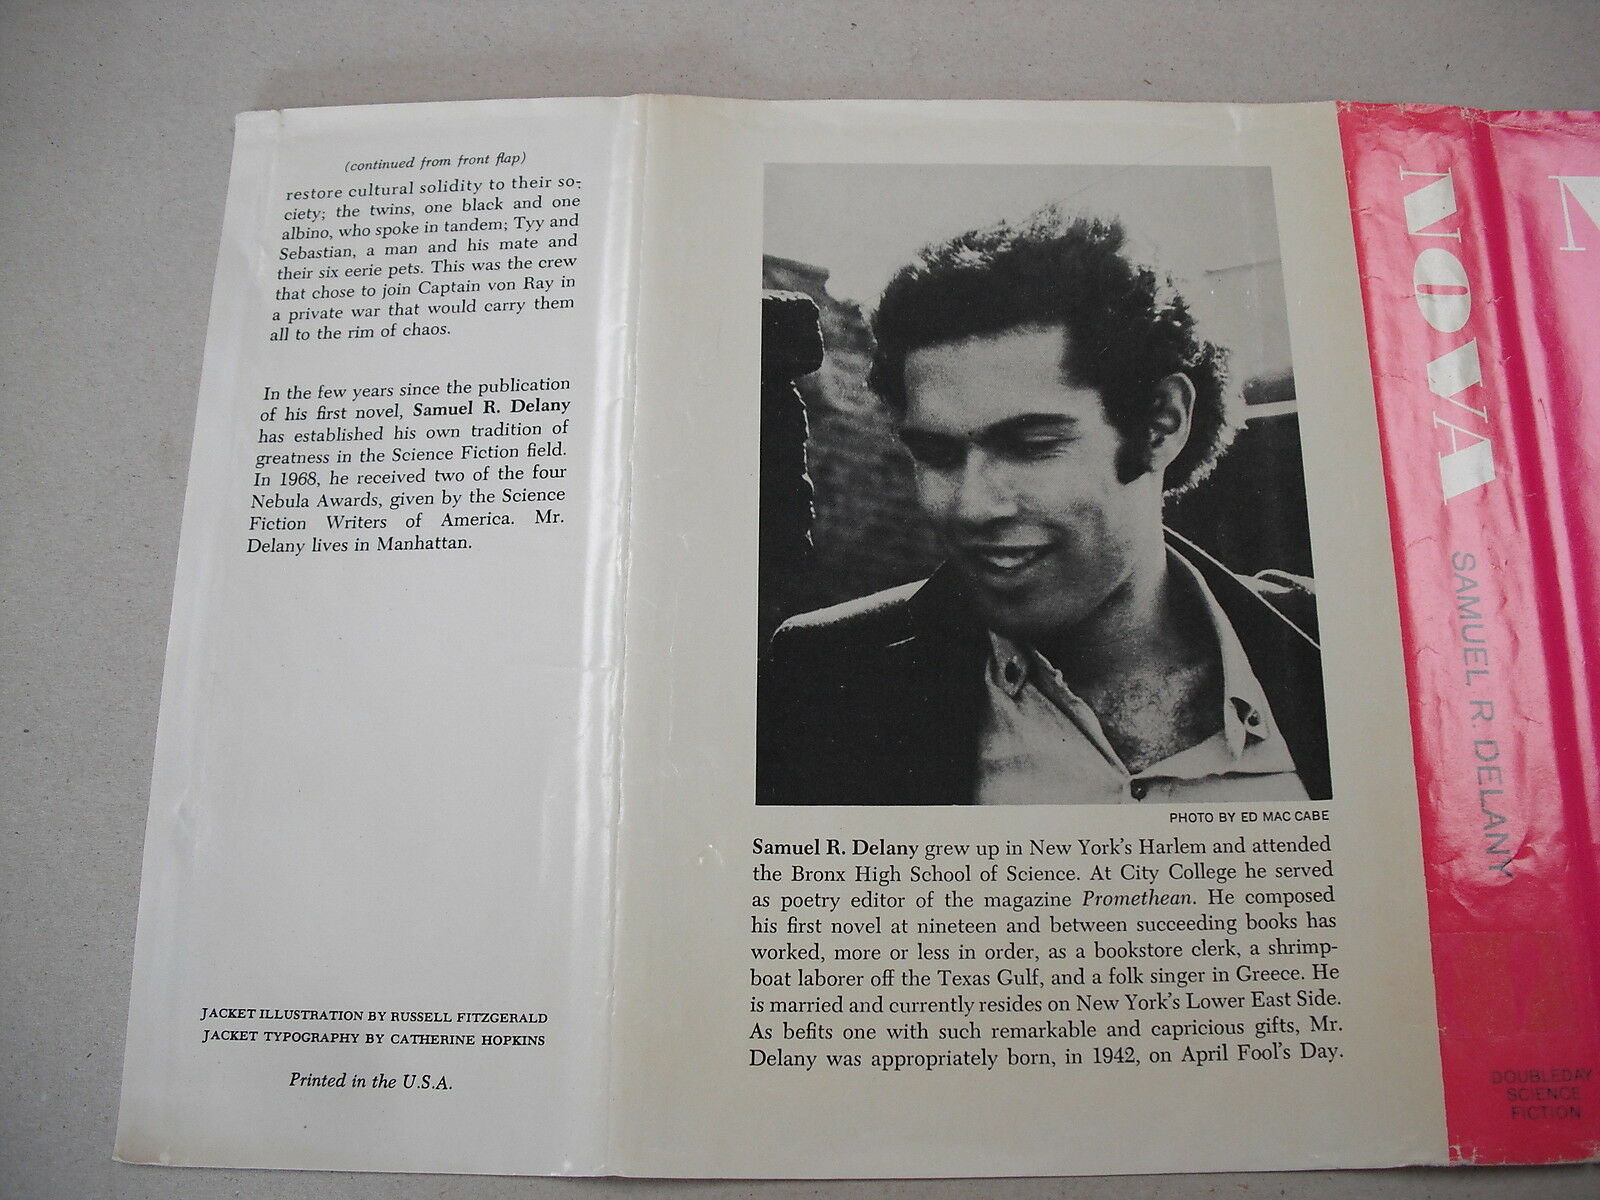 (continued from front flap)
restore cultural solidity to their so-
ciety; the twins, one black and one
albino, who spoke in tandem; Tyy and
Sebastian, a man and his mate and
their six eerie pets. This was the crew
that chose to join Captain von Ray in
a private war that would carry them
all to the rim of chaos.
In the few years since the publication
of his first novel, Samuel R. Delany
has established his own tradition of
greatness in the Science Fiction field.
In 1968, he received two of the four
Nebula Awards, given by the Science
Fiction Writers of America. Mr.
Delany lives in Manhattan.
JACKET ILLUSTRATION BY RUSSELL FITZGERALD
JACKET TYPOGRAPHY BY CATHERINE HOPKINS
Printed in the U.S.A.
PHOTO BY ED MAC CABE
Samuel R. Delany grew up in New York's Harlem and attended
the Bronx High School of Science. At City College he served
as poetry editor of the magazine Promethean. He composed
his first novel at nineteen and between succeeding books has
worked, more or less in order, as a bookstore clerk, a shrimp-
boat laborer off the Texas Gulf, and a folk singer in Greece. He
is married and currently resides on New York's Lower East Side.
As befits one with such remarkable and capricious gifts, Mr.
Delany was appropriately born, in 1942, on April Fool's Day.
NOVA
SAMUEL R. DELANY
DOUBLEDAY
SCIENCE
FICTION